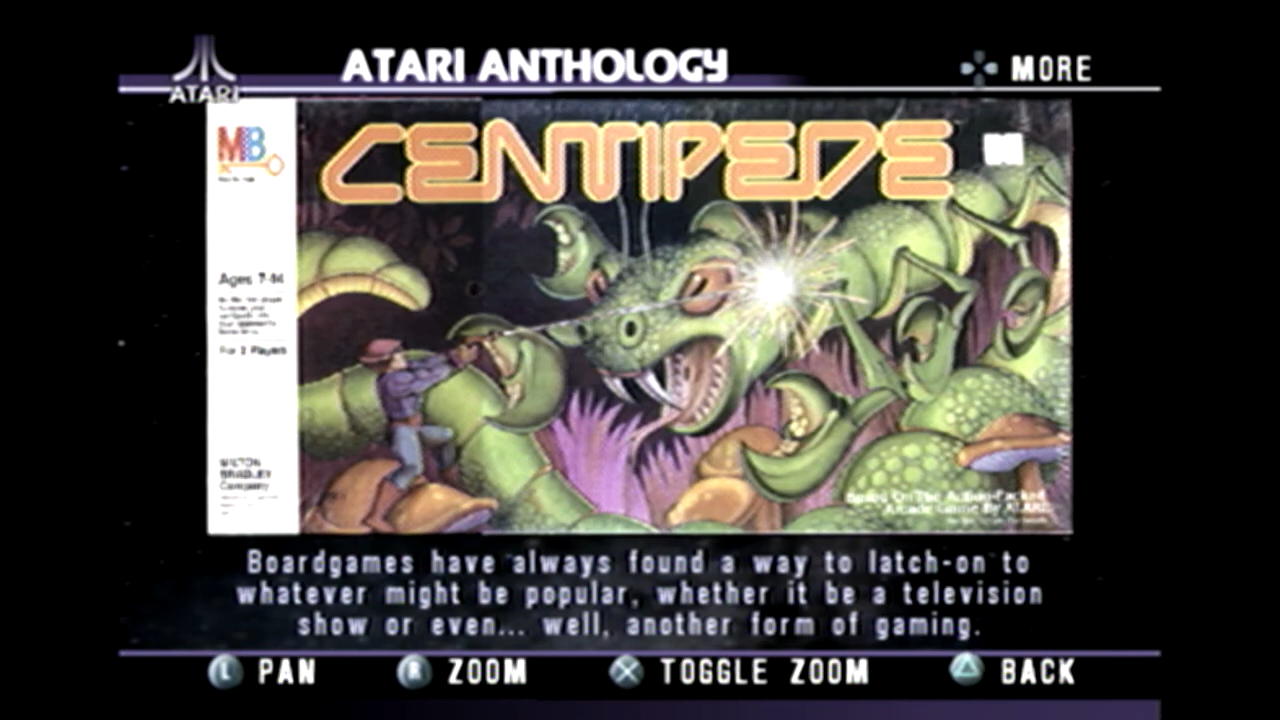 ATARI ANTHOLOGY
MORE
ATARI
MB
CENTIPEDE
Ages 7-14
For 2 Players
MILTON
BRADLEY
Company
Based On The Action-Packed
Arcade Game By ATARI
Boardgames have always found a way to latch-on to
whatever might be popular, whether it be a television
show or even... well, another form of gaming.
L PAN
R ZOOM
TOGGLE ZOOM
BACK